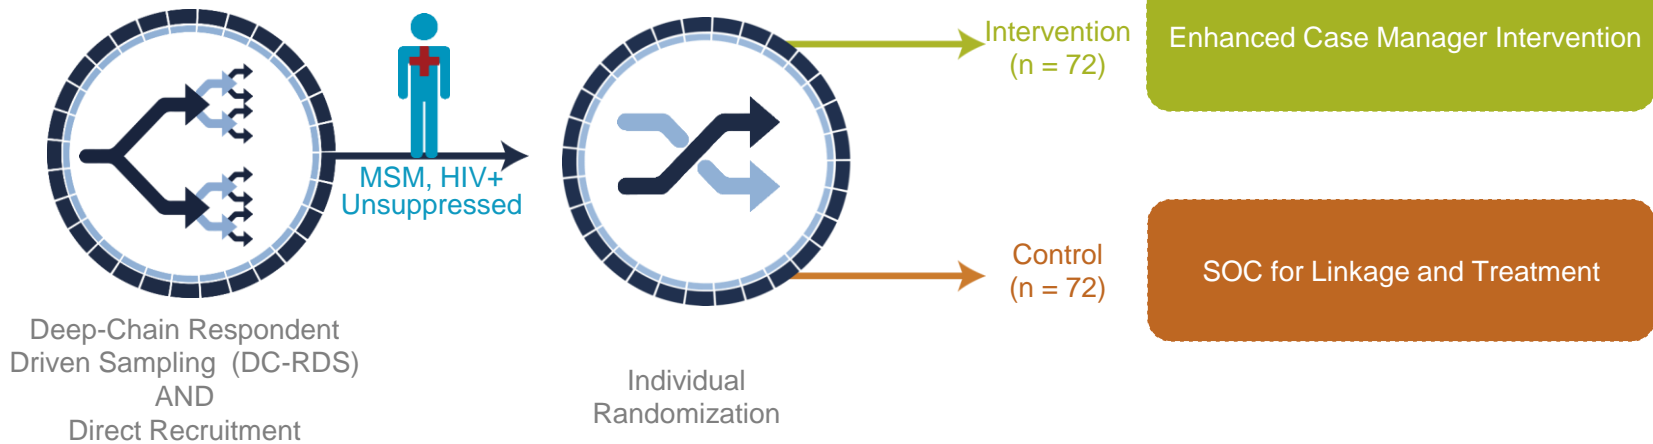 Deep-Chain Respondent
Driven Sampling (DC-RDS)
AND
Direct Recruitment
MSM, HIV+
Unsuppressed
Individual
Randomization
Intervention
(n = 72)
Enhanced Case Manager Intervention
Control
(n = 72)
SOC for Linkage and Treatment